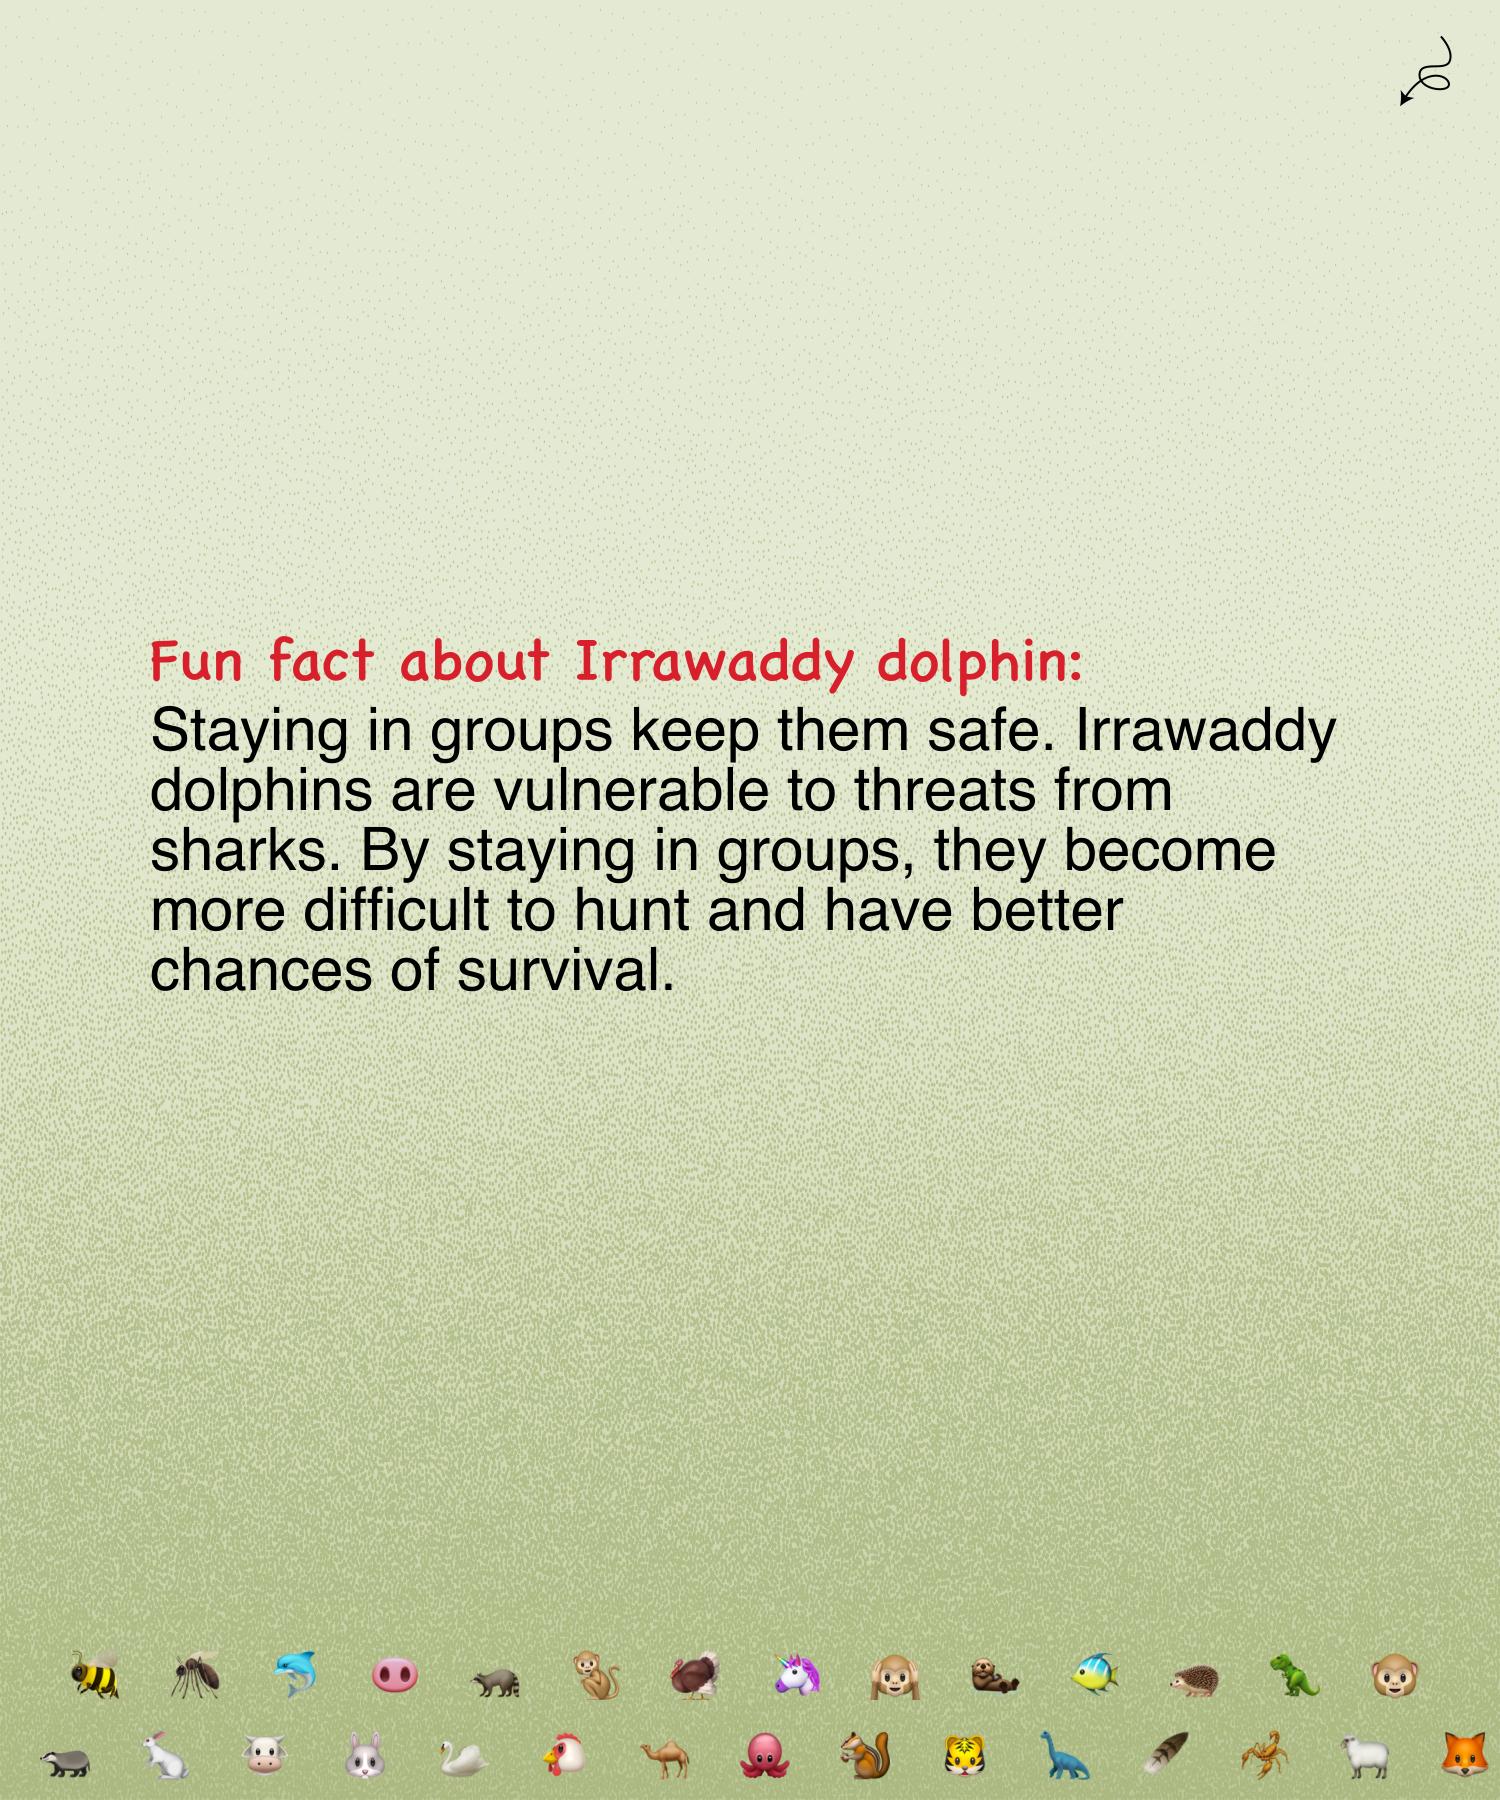 Fun fact about Irrawaddy dolphin:
Staying in groups keep them safe. Irrawaddy
dolphins are vulnerable to threats from
sharks. By staying in groups, they become
more difficult to hunt and have better
chances of survival.